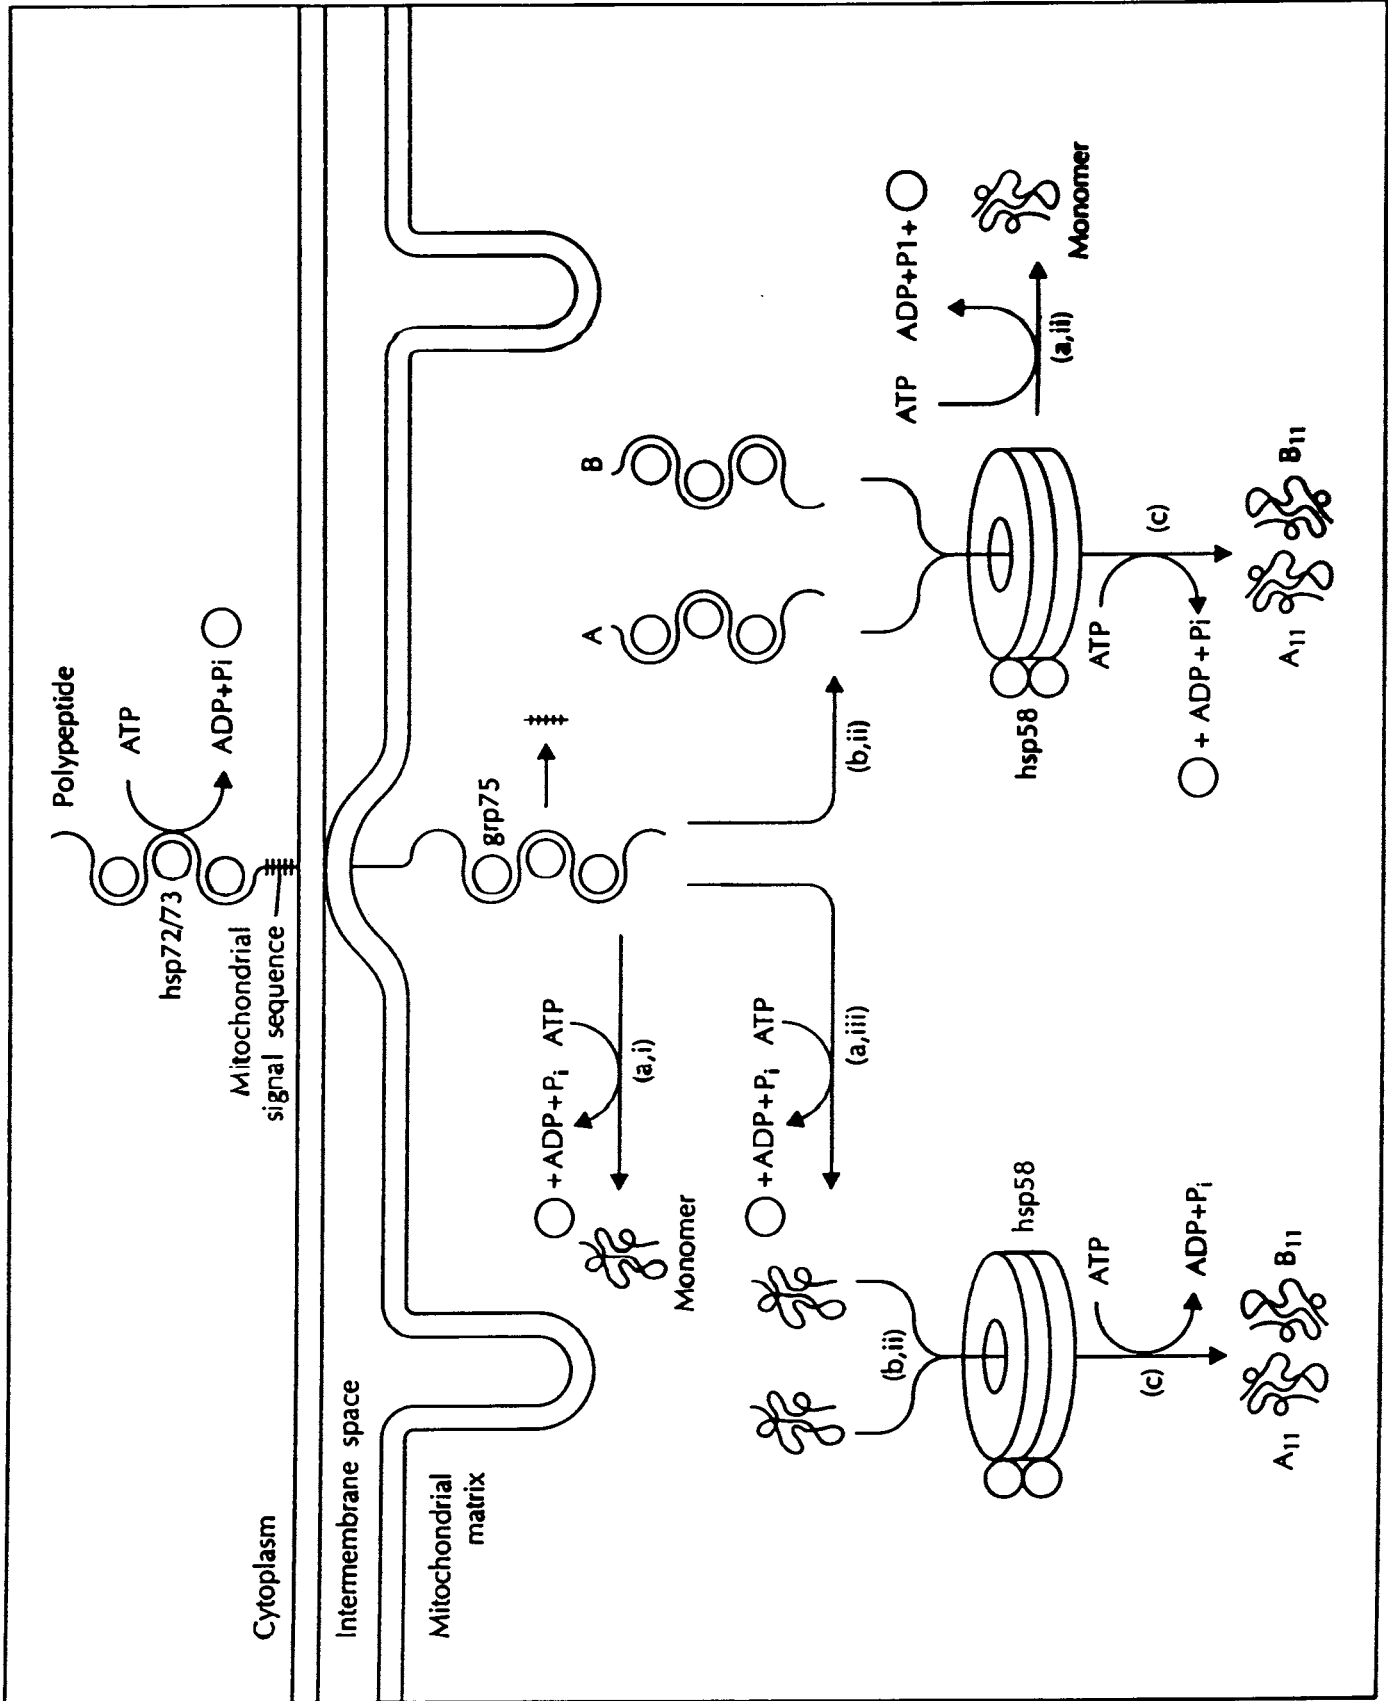 Polypeptide
ATP
hsp72/73
ADP+Pi
Mitochondrial
signal sequence
Cytoplasm
Intermembrane space
Mitochondrial
matrix
grp75
+ADP+Pi ATP
(a,i)
Monomer
+ADP+Pi ATP
(a,iii)
(b,ii)
A
B
(b,ii)
hsp58
ATP
(c)
ADP+Pi
A11
B11
hsp58
ATP
(c)
+ ADP+Pi
A11
B11
ATP
ADP+P1+
(a,ii)
Monomer